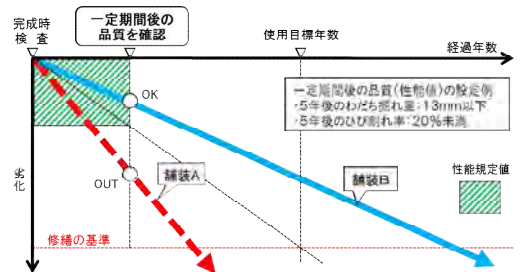 完成時
検査
一定期間後の
品質を確認
使用目標年数
経過年数
OK
一定期間後の品質(性能値)の設定例
・5年後のわだち掘れ量:13mm以下
・5年後のひび割れ率:20%未満
劣化
OUT
舗装A
舗装B
性能規定値
修繕の基準